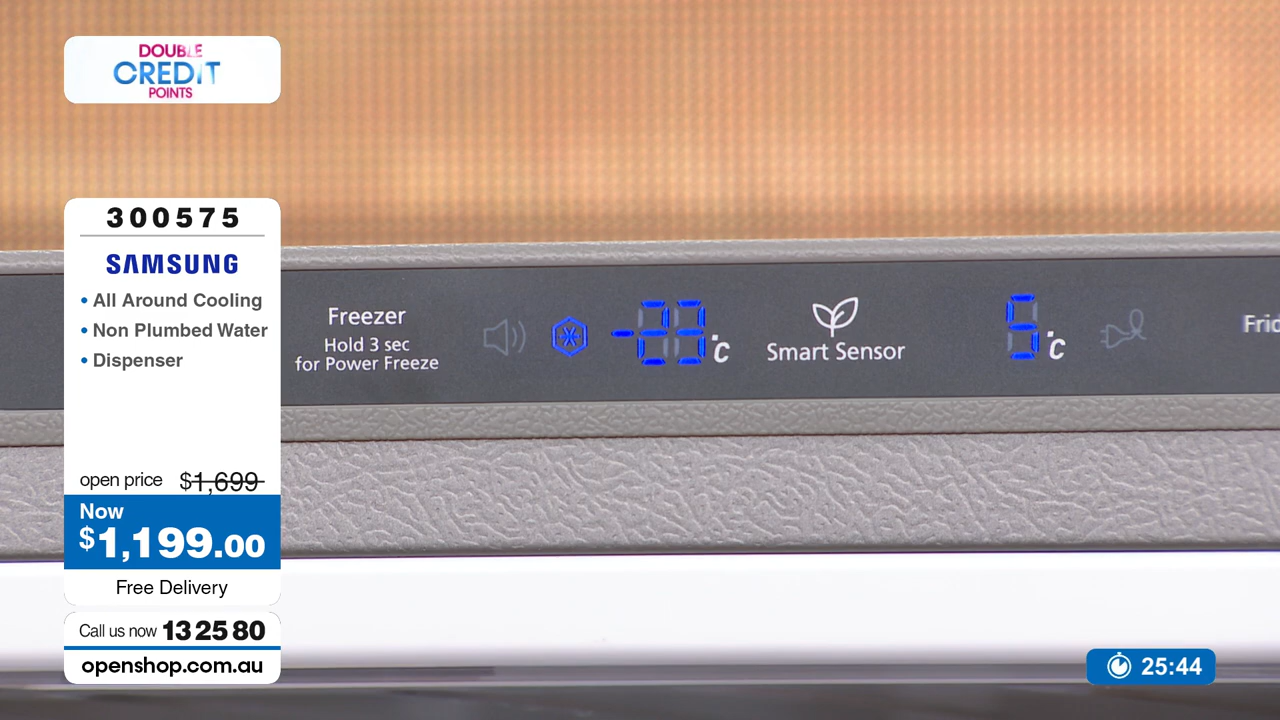 DOUBLE
CREDIT
POINTS
300575
SAMSUNG
• All Around Cooling
• Non Plumbed Water
• Dispenser
open price $1,699
Now
$1,199.00
Free Delivery
Call us now 13 25 80
openshop.com.au
Freezer
Hold 3 sec
for Power Freeze
-23°C
Smart Sensor
5°C
25:44